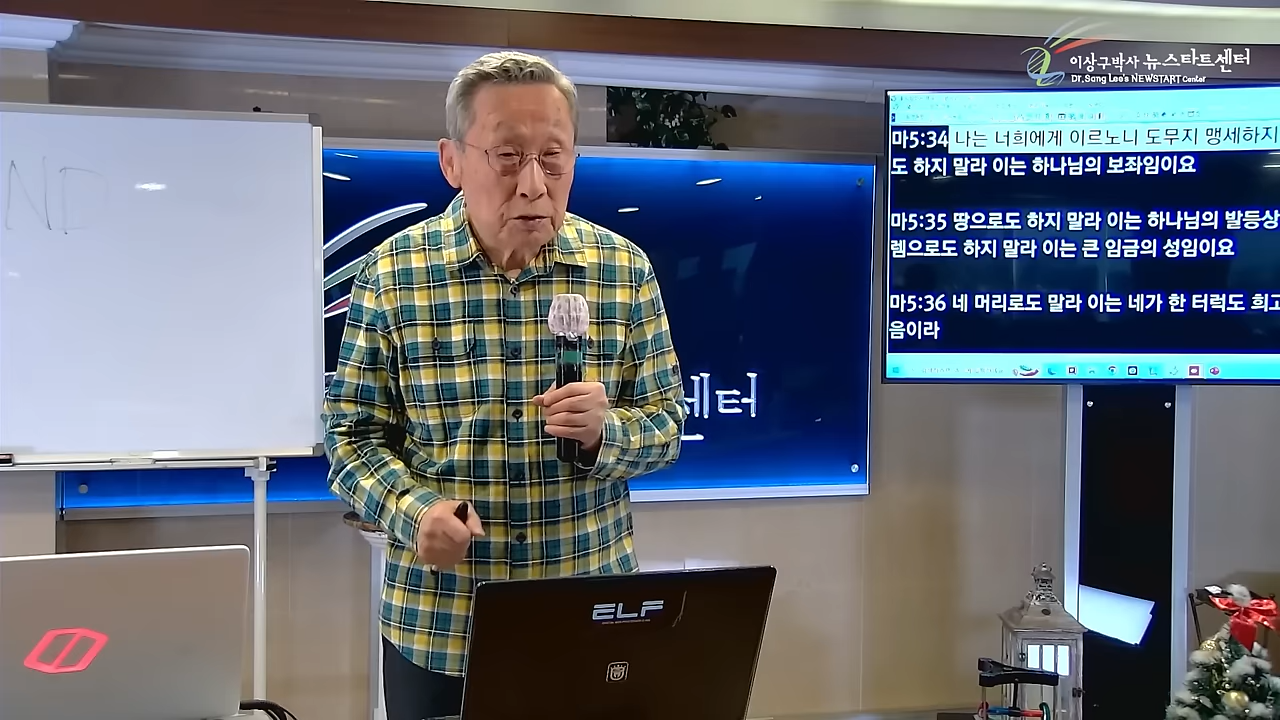 이상구박사 뉴스타트센터
Dr. Sang Lee's NEWSTART Center
ND
마5:34 나는 너희에게 이르노니 도무지 맹세하지
도 하지 말라 이는 하나님의 보좌임이요
마5:35 땅으로도 하지 말라 이는 하나님의 발등상
렘으로도 하지 말라 이는 큰 임금의 성임이요
마5:36 네 머리로도 말라 이는 네가 한 터럭도 희고
음이라
센터
ELF